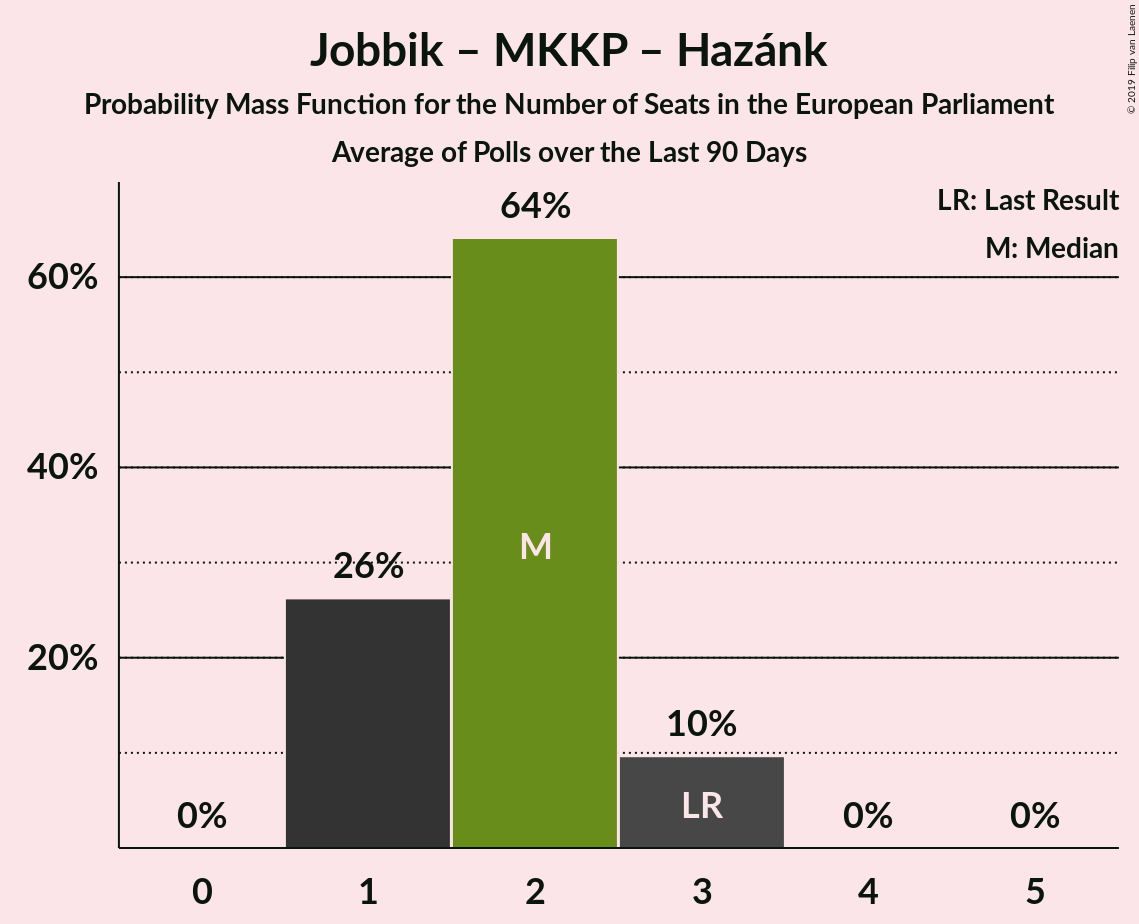 Jobbik – MKKP – Hazánk
Probability Mass Function for the Number of Seats in the European Parliament
Average of Polls over the Last 90 Days
© 2019 Filip van Laenen
LR: Last Result
M: Median
64%
60%
40%
M
26%
20%
10%
LR
0%
0%
0%
0
1
2
3
4
5